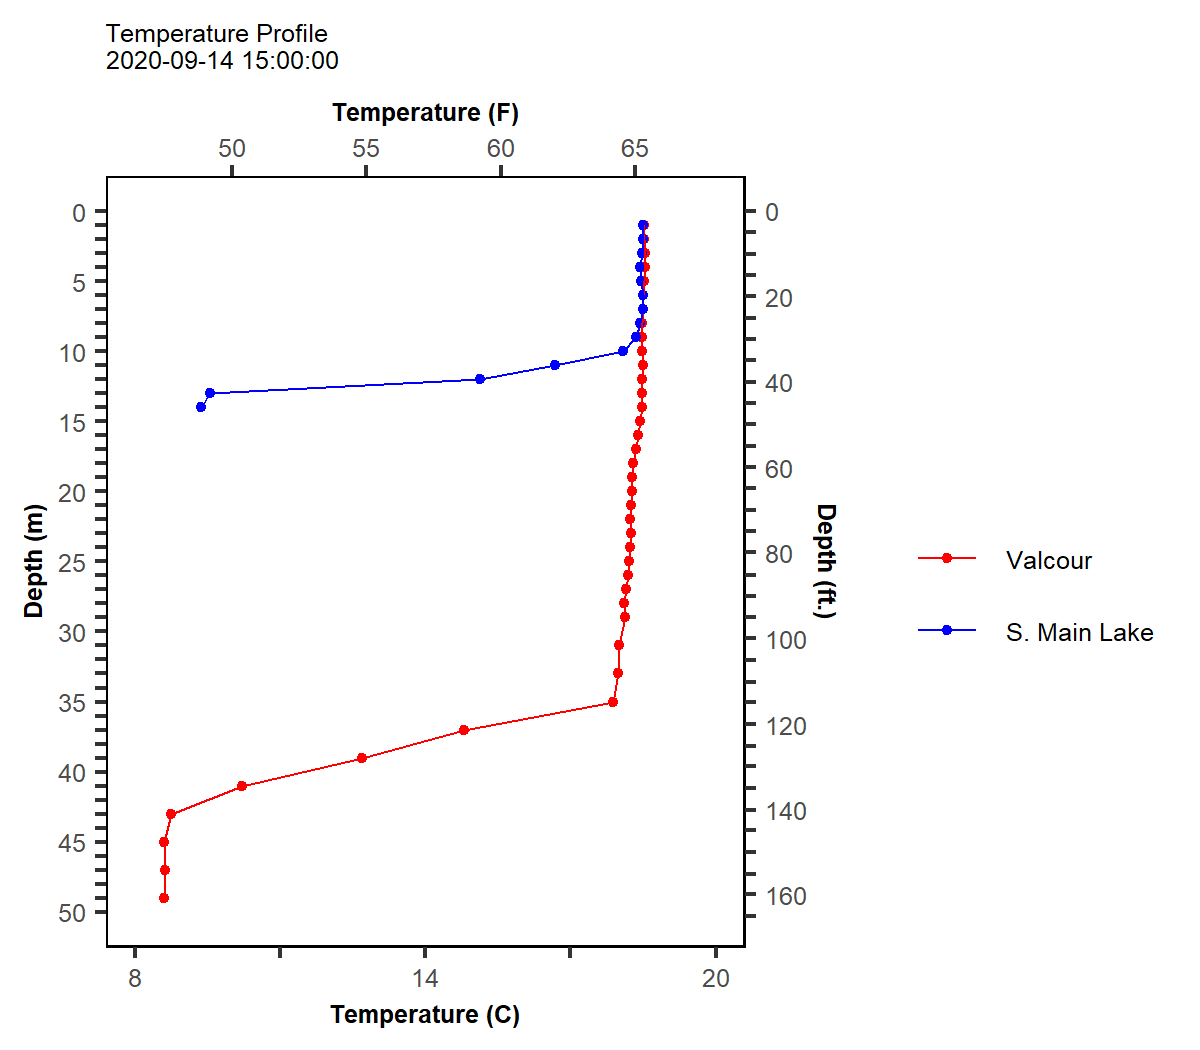 Temperature Profile
2020-09-14 15:00:00
Temperature (F)
50 55 60 65
0 0
5
20
10
40
15
60
20
Depth (m) Depth (ft.)
25 80
Valcour
30 100
S. Main Lake
35
120
40
140
45
160
50
8 14 20
Temperature (C)